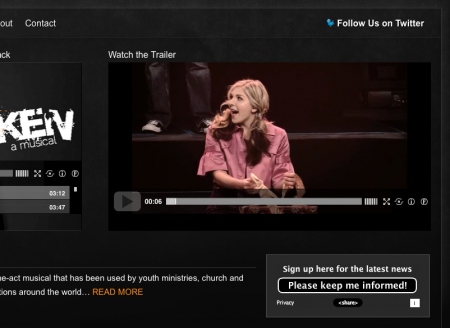 out Contact
Follow Us on Twitter
ck
Watch the Trailer
KEN
a musical
03:12
03:47
00:06
ne-act musical that has been used by youth ministries, church and
tions around the world… READ MORE
Sign up here for the latest news
Please keep me informed!
Privacy
<share>
i